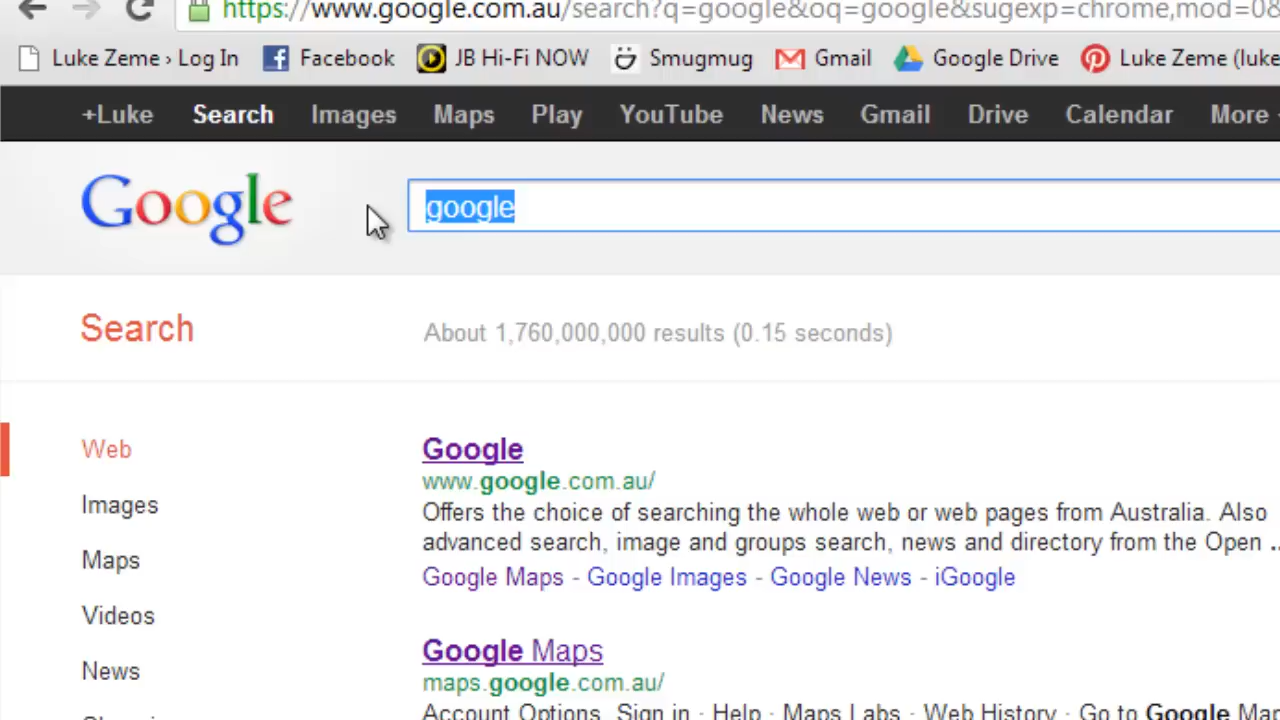 https://www.google.com.au/search?q=google&oq=google&sugexp=chrome,mod=0&
Luke Zeme › Log In Facebook JB Hi-Fi NOW Smugmug Gmail Google Drive Luke Zeme (luke
+Luke Search Images Maps Play YouTube News Gmail Drive Calendar More
Google google
Search About 1,760,000,000 results (0.15 seconds)
Web
Images
Maps
Videos
News
Google
www.google.com.au/
Offers the choice of searching the whole web or web pages from Australia. Also
advanced search, image and groups search, news and directory from the Open ...
Google Maps - Google Images - Google News - iGoogle
Google Maps
maps.google.com.au/
Account Options. Sign in · Help · Maps Labs · Web History · Go to Google Map